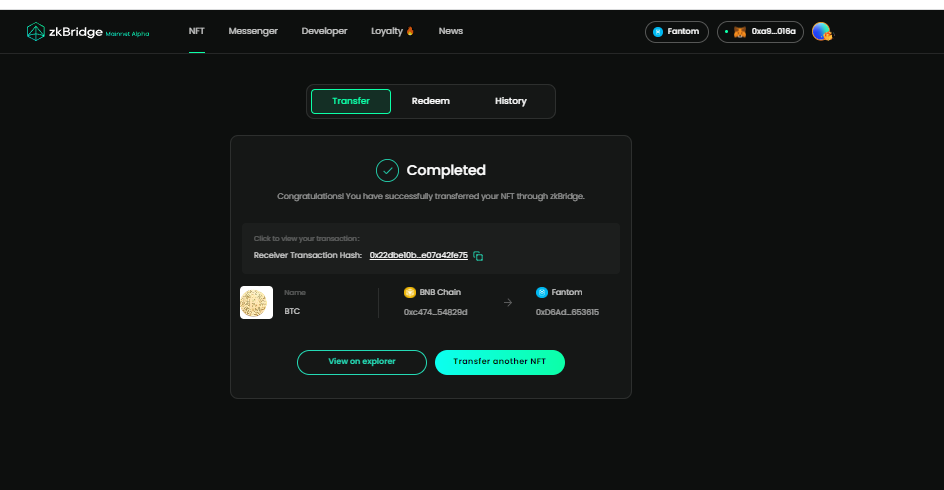 zkBridge Mainnet Alpha NFT Messenger Developer Loyalty News Fantom 0xa9...016a
Transfer Redeem History
Completed
Congratulations! You have successfully transferred your NFT through zkBridge.
Click to view your transaction:
Receiver Transaction Hash: 0x22dbe10b...e07a42fe75
Name BNB Chain Fantom
BTC 0xc474...54829d 0xD6Ad...653615
View on explorer Transfer another NFT